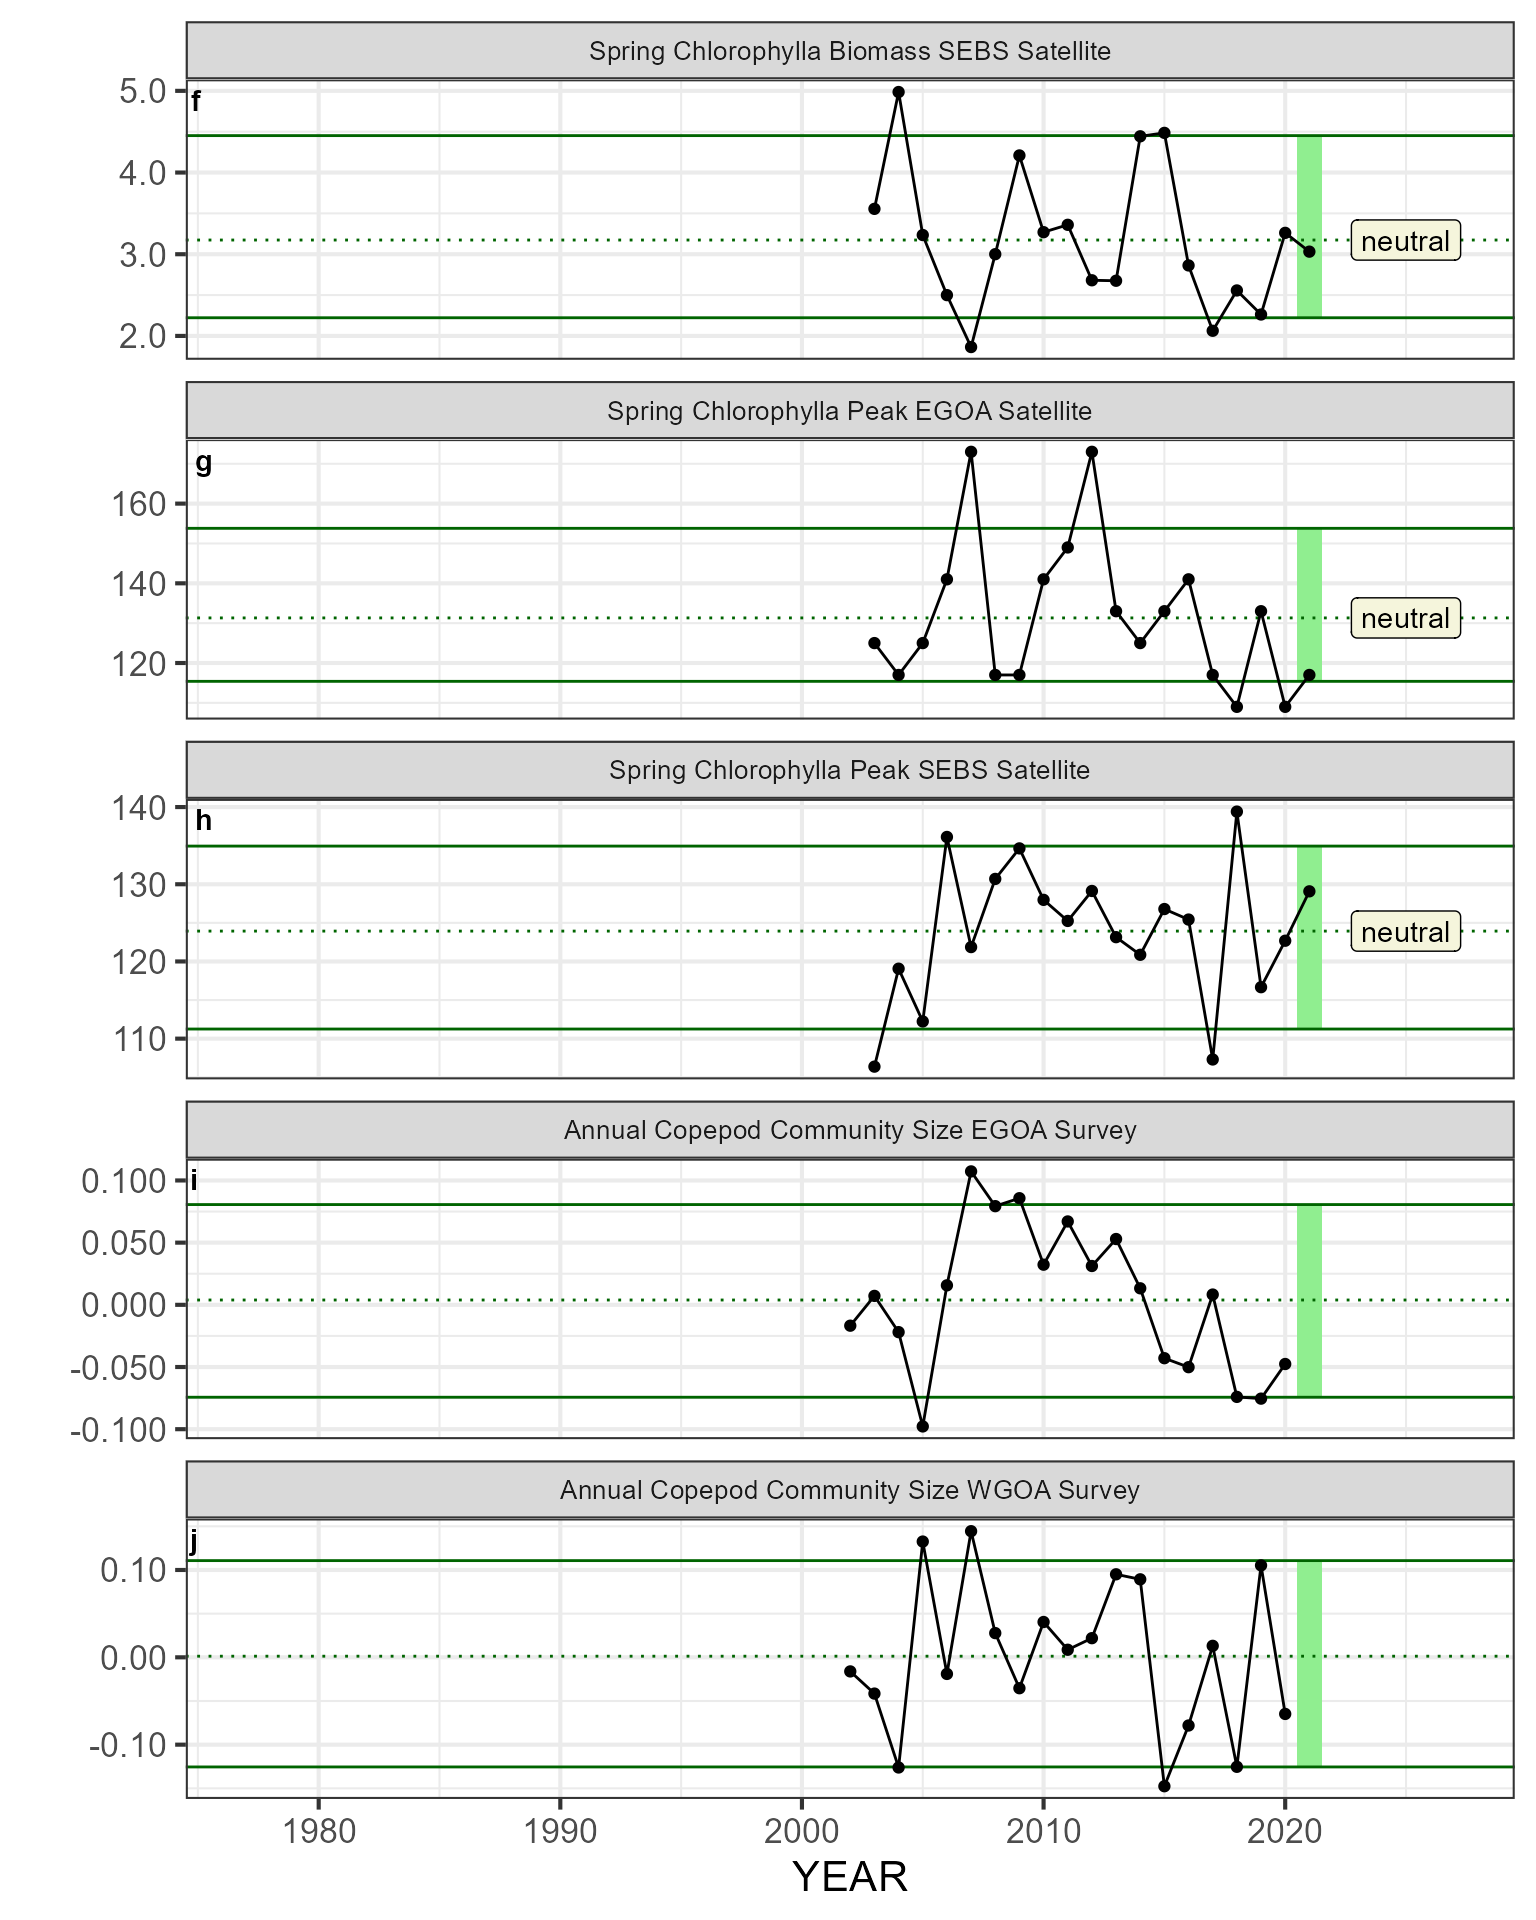 Spring Chlorophylla Biomass SEBS Satellite
f
5.0
4.0
3.0
2.0
neutral
Spring Chlorophylla Peak EGOA Satellite
g
160
140
120
neutral
Spring Chlorophylla Peak SEBS Satellite
h
140
130
120
110
neutral
Annual Copepod Community Size EGOA Survey
i
0.100
0.050
0.000
-0.050
-0.100
Annual Copepod Community Size WGOA Survey
j
0.10
0.00
-0.10
1980 1990 2000 2010 2020
YEAR